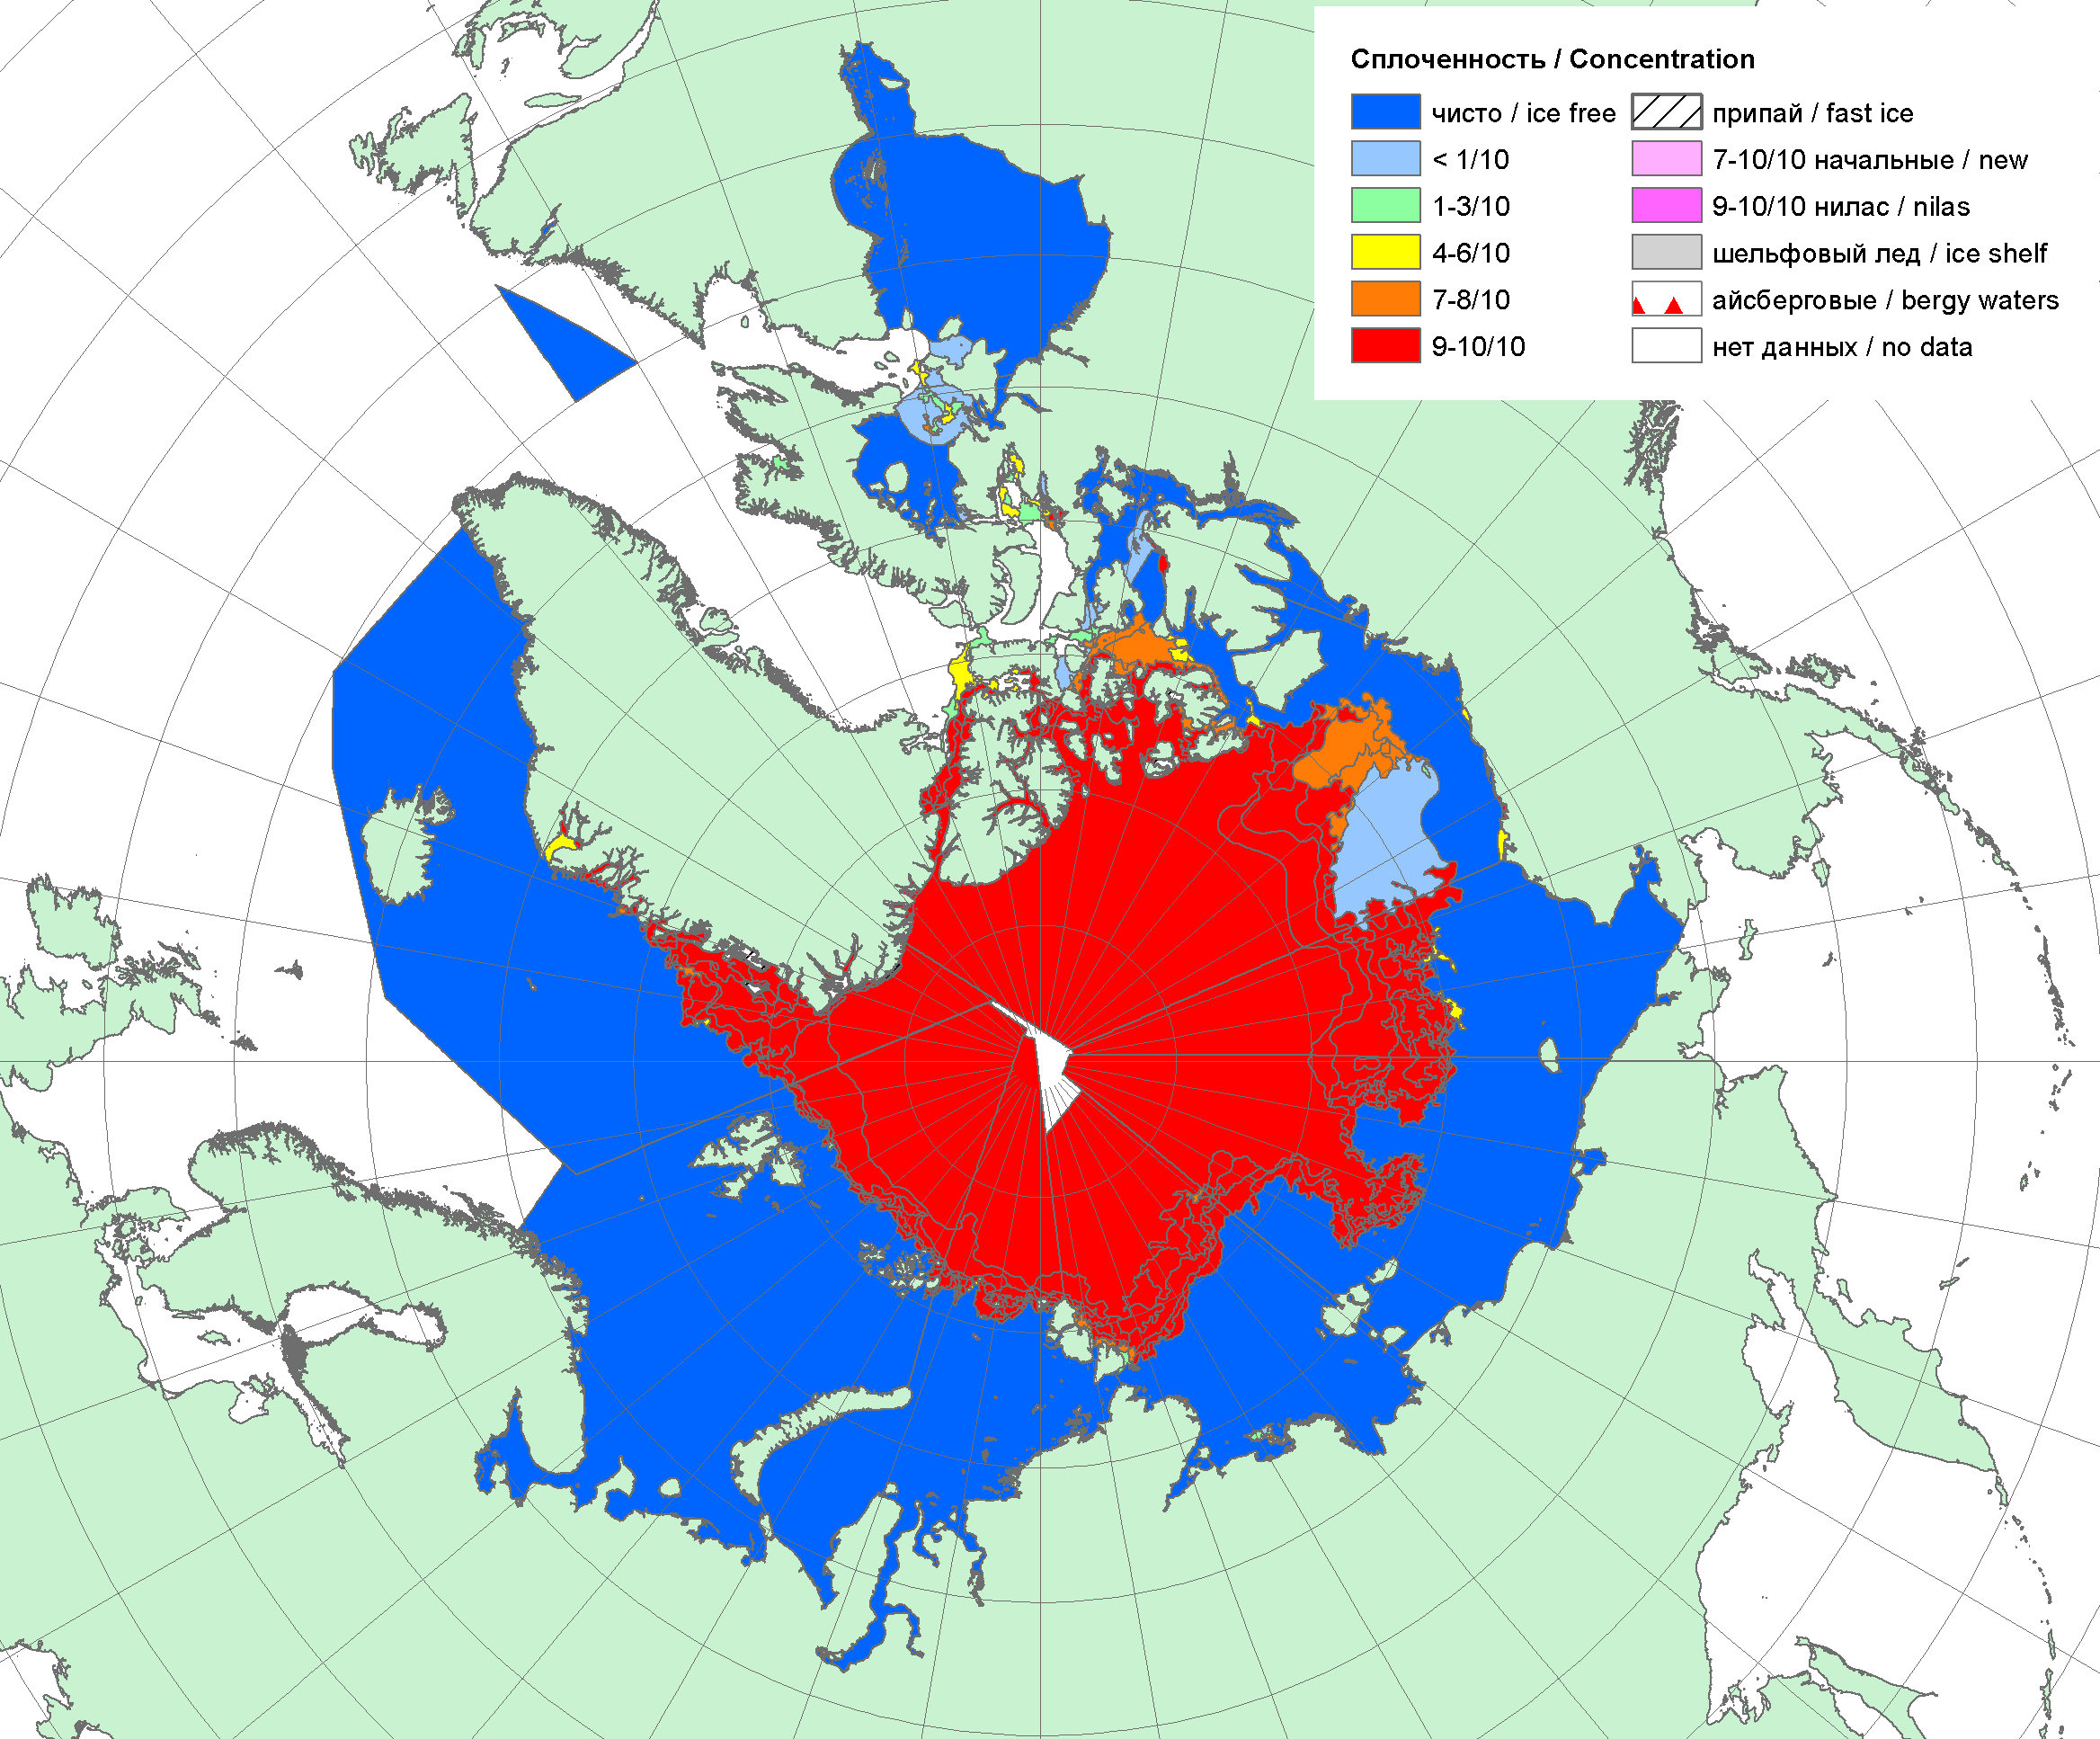 Сплоченность / Concentration
чисто / ice free
< 1/10
1-3/10
4-6/10
7-8/10
9-10/10
припай / fast ice
7-10/10 начальные / new
9-10/10 нилас / nilas
шельфовый лед / ice shelf
айсберговые / bergy waters
нет данных / no data